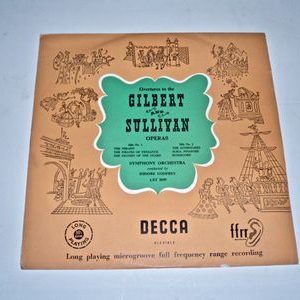 Overtures to the
GILBERT
AND
SULLIVAN
OPERAS
Side No. 1
THE MIKADO
THE PIRATES OF PENZANCE
THE YEOMEN OF THE GUARD
Side No. 2
THE GONDOLIERS
H.M.S. PINAFORE
RUDDIGORE
SYMPHONY ORCHESTRA
conducted by
ISIDORE GODFREY
LONG
PLAYING
DECCA
ffrr
Long playing microgroove full frequency range recording